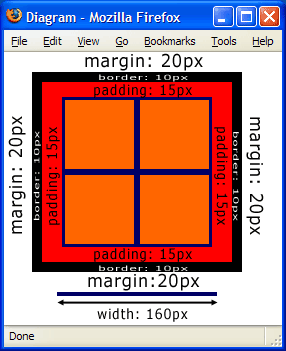 Diagram - Mozilla Firefox
File Edit View Go Bookmarks Tools Help
margin: 20px
border: 10px
padding: 15px
margin: 20px
border: 10px
padding: 15px
padding: 15px
border: 10px
margin: 20px
padding: 15px
border: 10px
margin:20px
width: 160px
Done